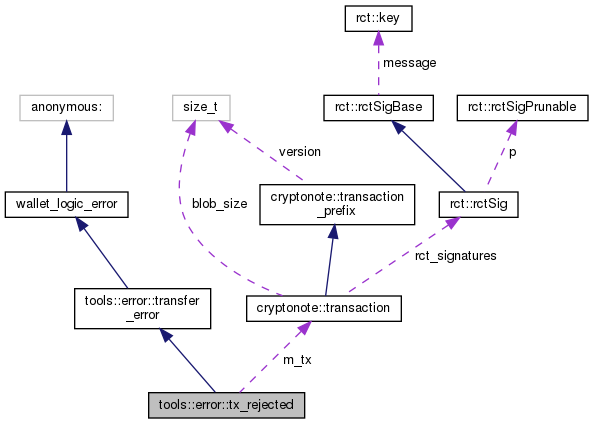 rct::key
message
anonymous:
size_t
rct::rctSigBase
rct::rctSigPrunable
version
p
wallet_logic_error
blob_size
cryptonote::transaction
_prefix
rct::rctSig
rct_signatures
tools::error::transfer
_error
cryptonote::transaction
m_tx
tools::error::tx_rejected